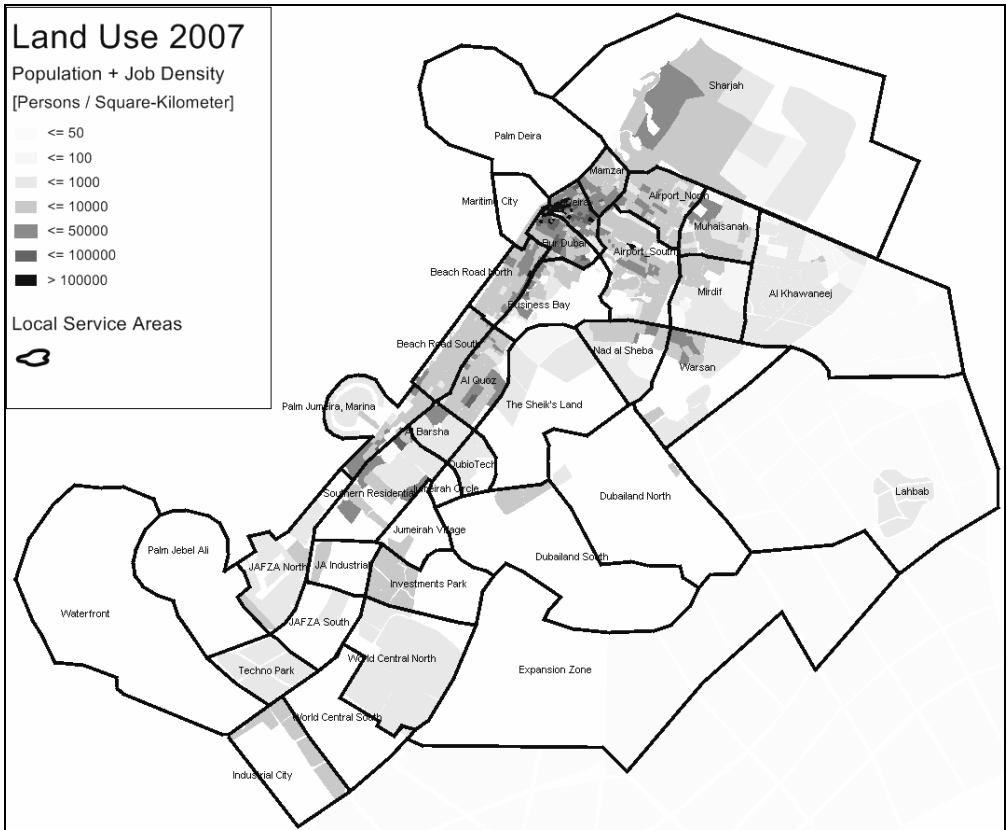 Land Use 2007
Population + Job Density
[Persons / Square-Kilometer]
<= 50
<= 100
<= 1000
<= 10000
<= 50000
<= 100000
> 100000
Local Service Areas
Sharjah
Palm Deira
Mamzar
Maritime City
Deira
Airport_North
Muhaisanah
Bur Dubai
Airport_South
Beach Road North
Mirdif
Al Khawaneej
Business Bay
Beach Road South
Nad al Sheba
Warsan
Al Quoz
Palm Jumeira, Marina
The Sheik's Land
Al Barsha
DubioTech
Southern Residential
Jumeirah Circle
Dubailand North
Lahbab
Jumeirah Village
Palm Jebel Ali
Dubailand South
JAFZA North
JA Industrial
Investments Park
Waterfront
JAFZA South
World Central North
Techno Park
Expansion Zone
World Central South
Industrial City